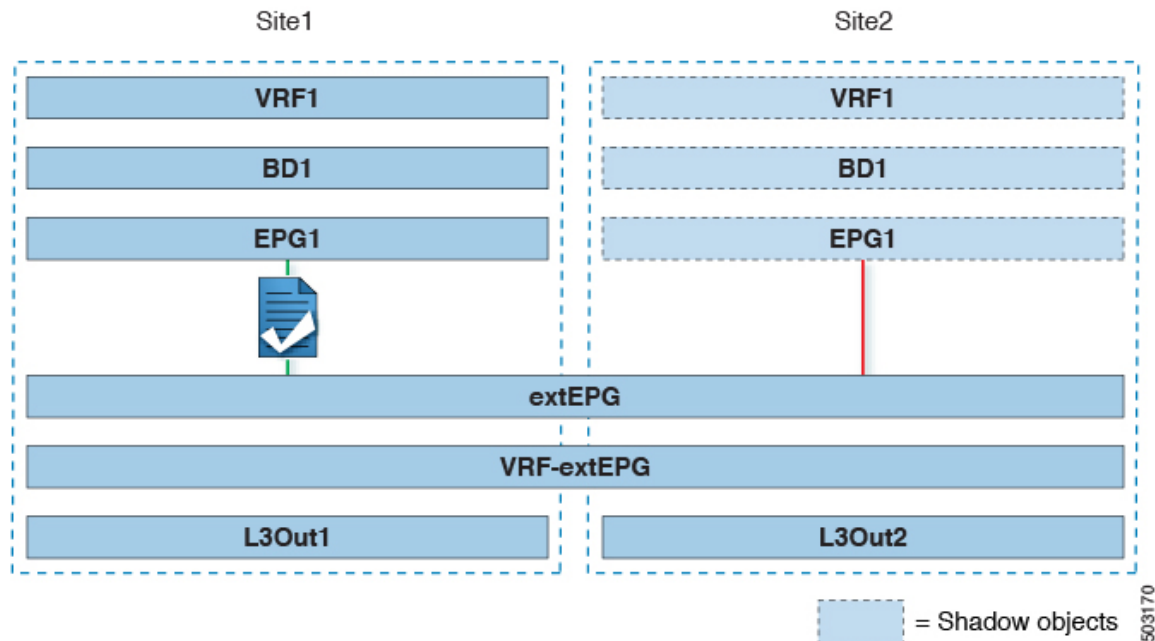 Site1
Site2
VRF1
VRF1
BD1
BD1
EPG1
EPG1
extEPG
VRF-extEPG
L3Out1
L3Out2
= Shadow objects
503170